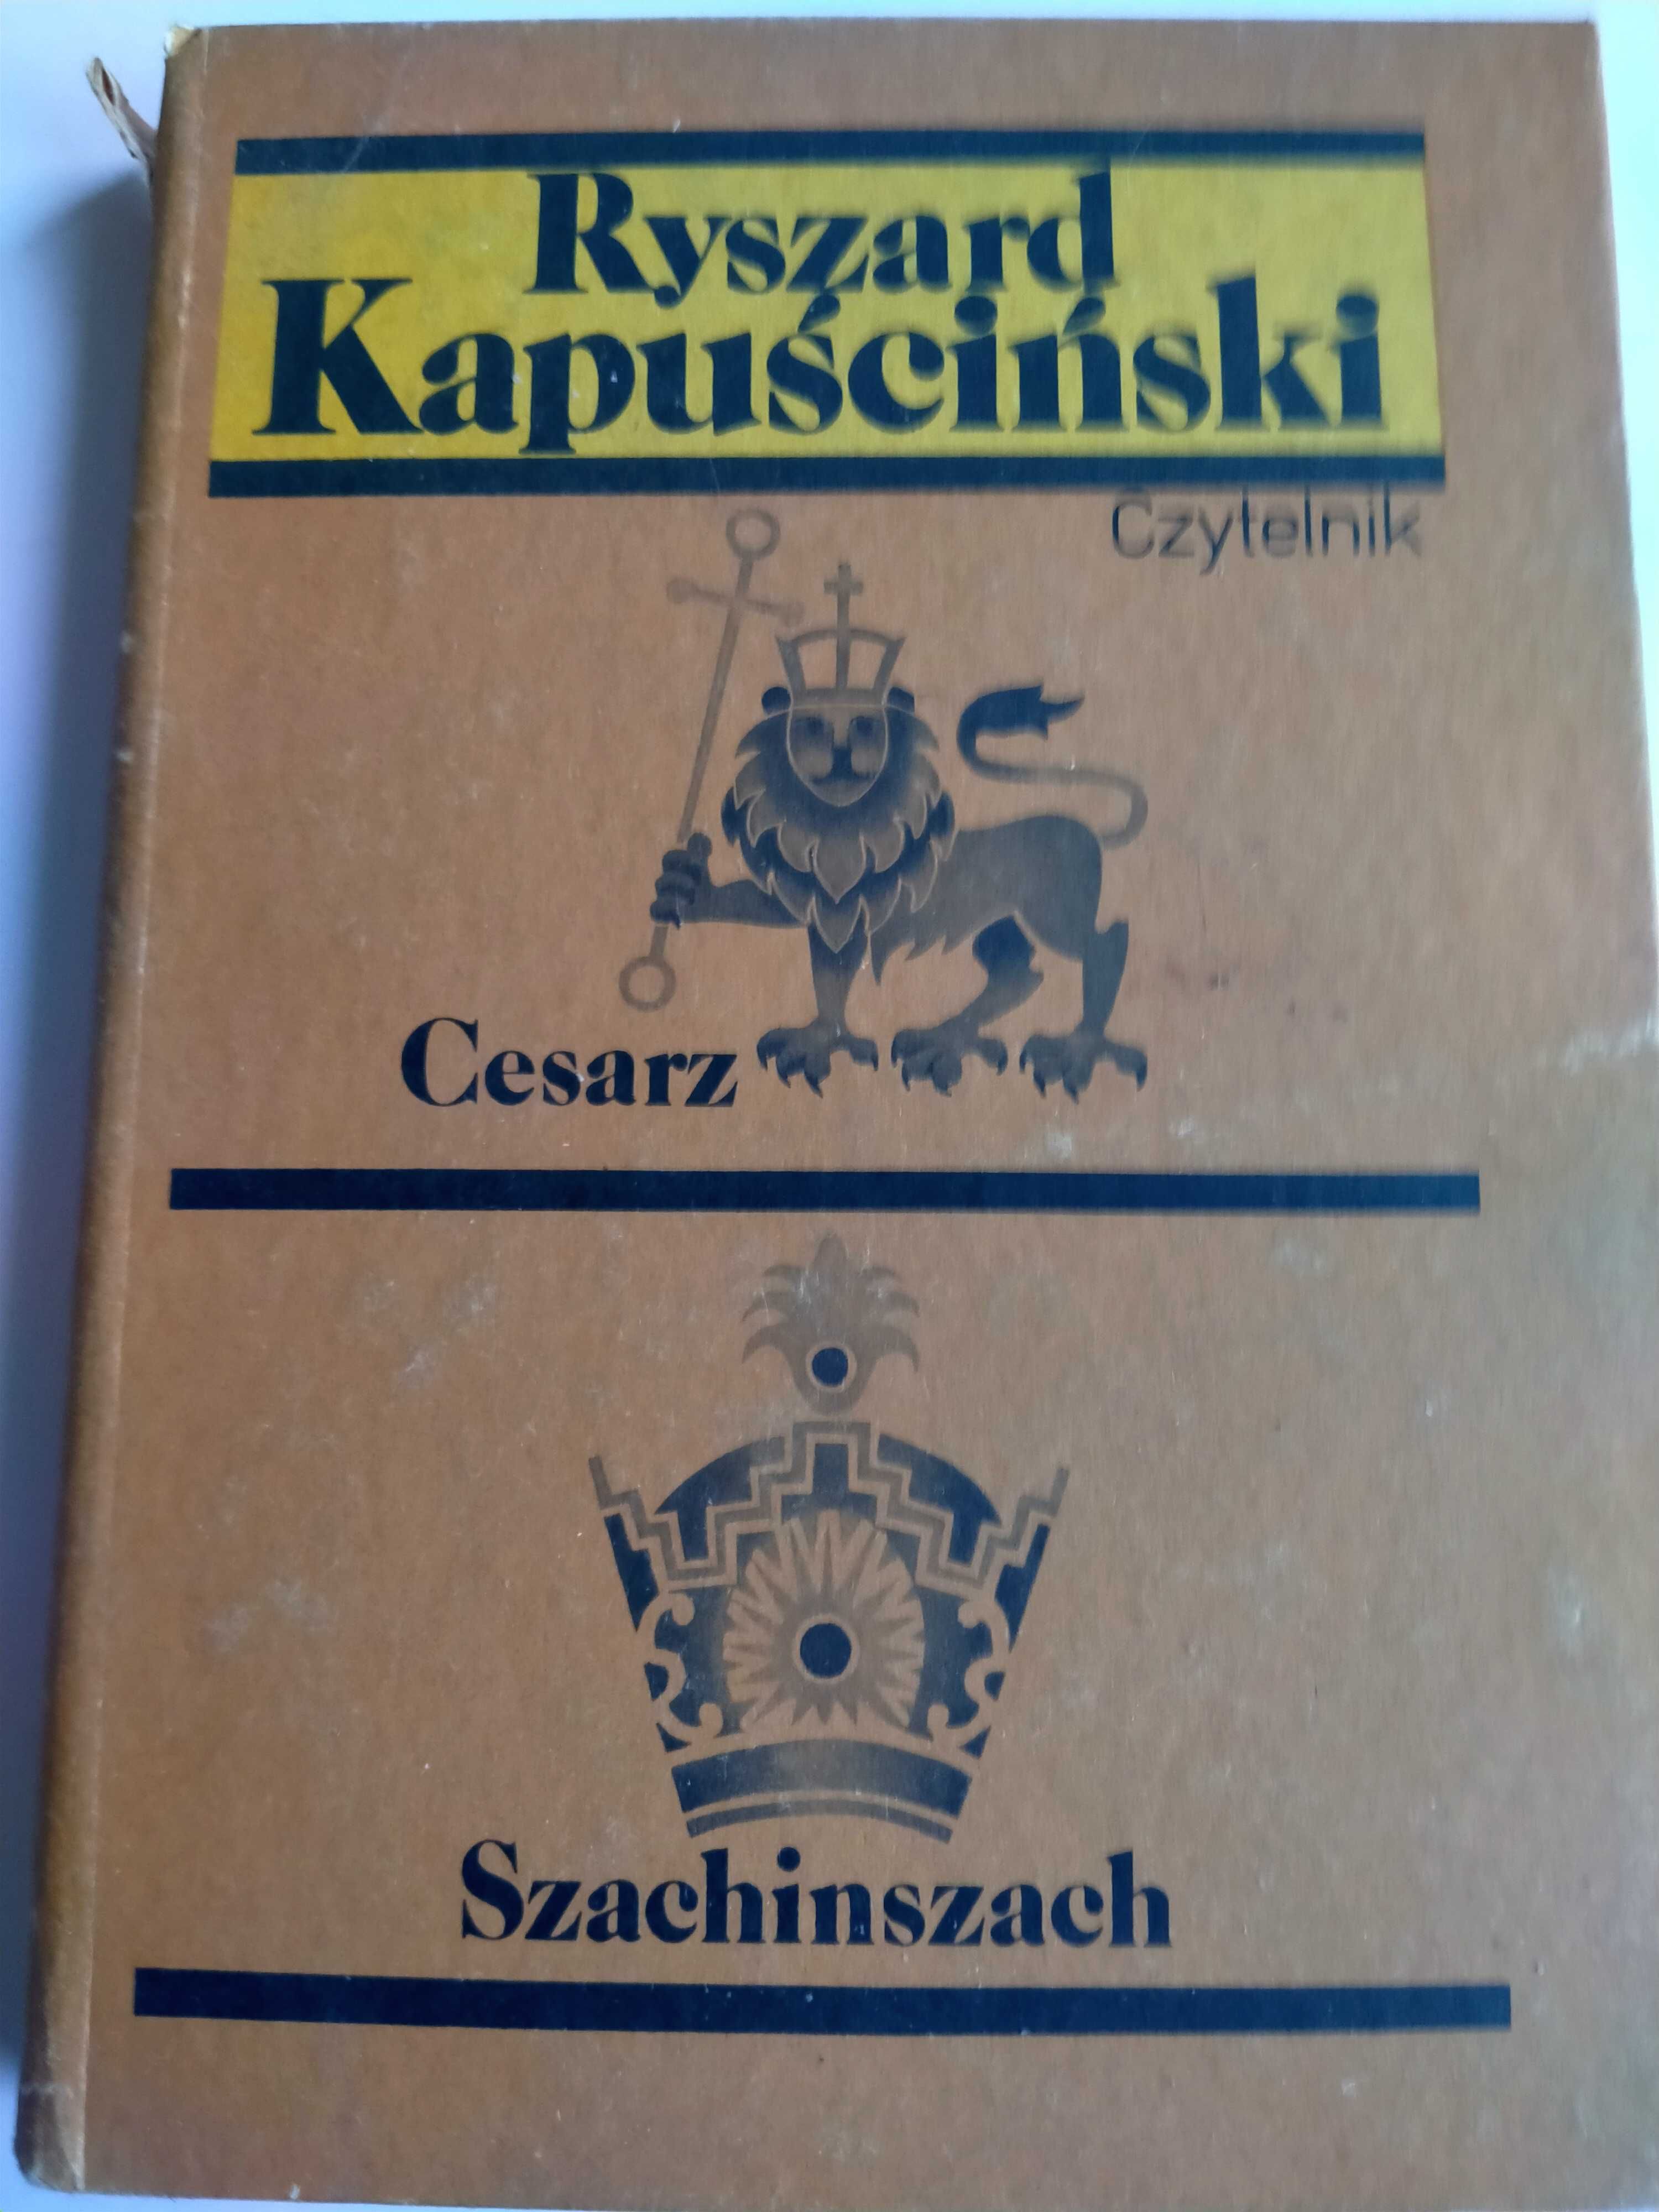 Ryszard
Kapuściński
Czytelnik
Cesarz
Szachinszach